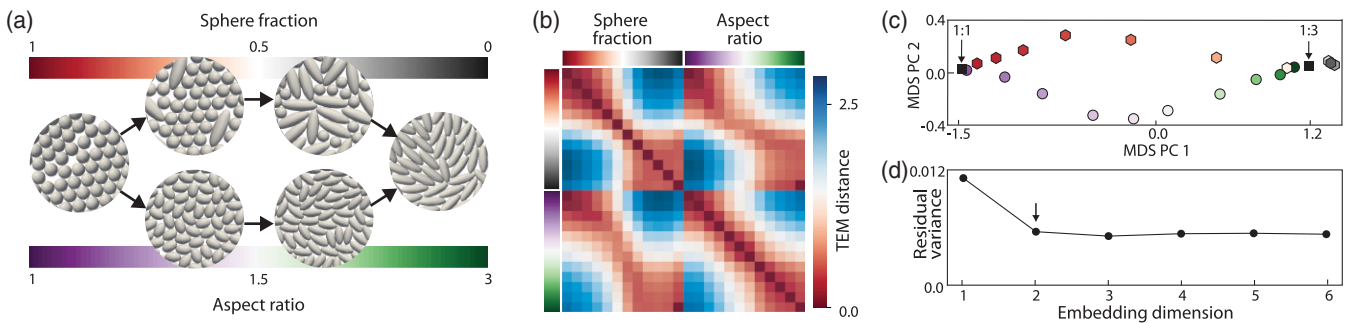 (a)
Sphere fraction
1 0.5 0
1 1.5 3
Aspect ratio
(b)
Sphere
fraction
Aspect
ratio
2.5
TEM distance
0.0
(c)
0.4
0.0
-0.4
MDS PC 2
1:1
1:3
-1.5 0.0 1.2
MDS PC 1
(d)
0.012
0.0
Residual
variance
1 2 3 4 5 6
Embedding dimension